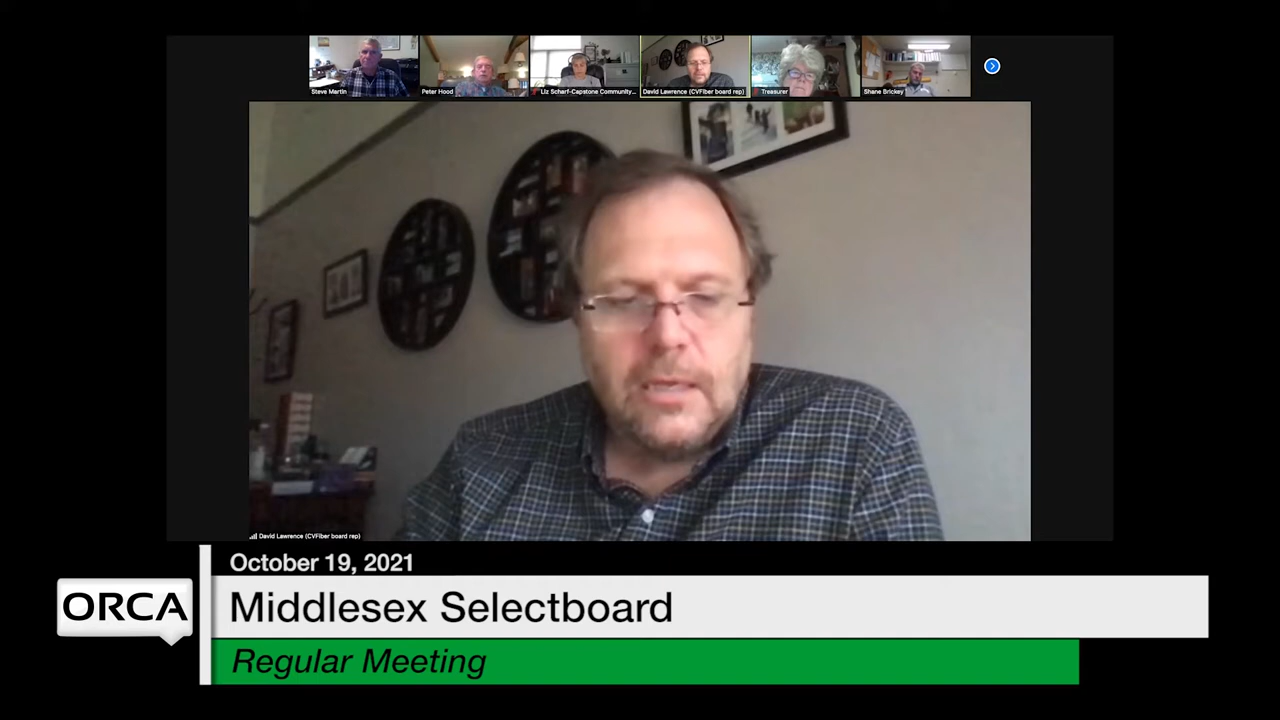 Steve Martin
Peter Hood
Liz Scharf-Capstone Community...
David Lawrence (CVFiber board rep)
Treasurer
Shane Brickey
David Lawrence (CVFiber board rep)
October 19, 2021
ORCA
Middlesex Selectboard
Regular Meeting